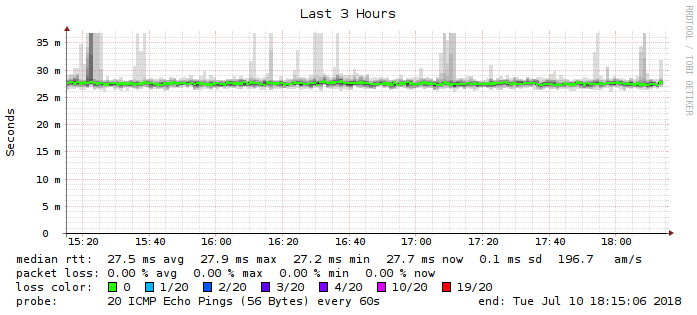 Last 3 Hours
RRDTOOL / TOBI OETIKER
Seconds
35 m
30 m
25 m
20 m
15 m
10 m
5 m
0
15:20 15:40 16:00 16:20 16:40 17:00 17:20 17:40 18:00
median rtt: 27.5 ms avg 27.9 ms max 27.2 ms min 27.7 ms now 0.1 ms sd 196.7 am/s
packet loss: 0.00 % avg 0.00 % max 0.00 % min 0.00 % now
loss color: 0 1/20 2/20 3/20 4/20 10/20 19/20
probe: 20 ICMP Echo Pings (56 Bytes) every 60s end: Tue Jul 10 18:15:06 2018